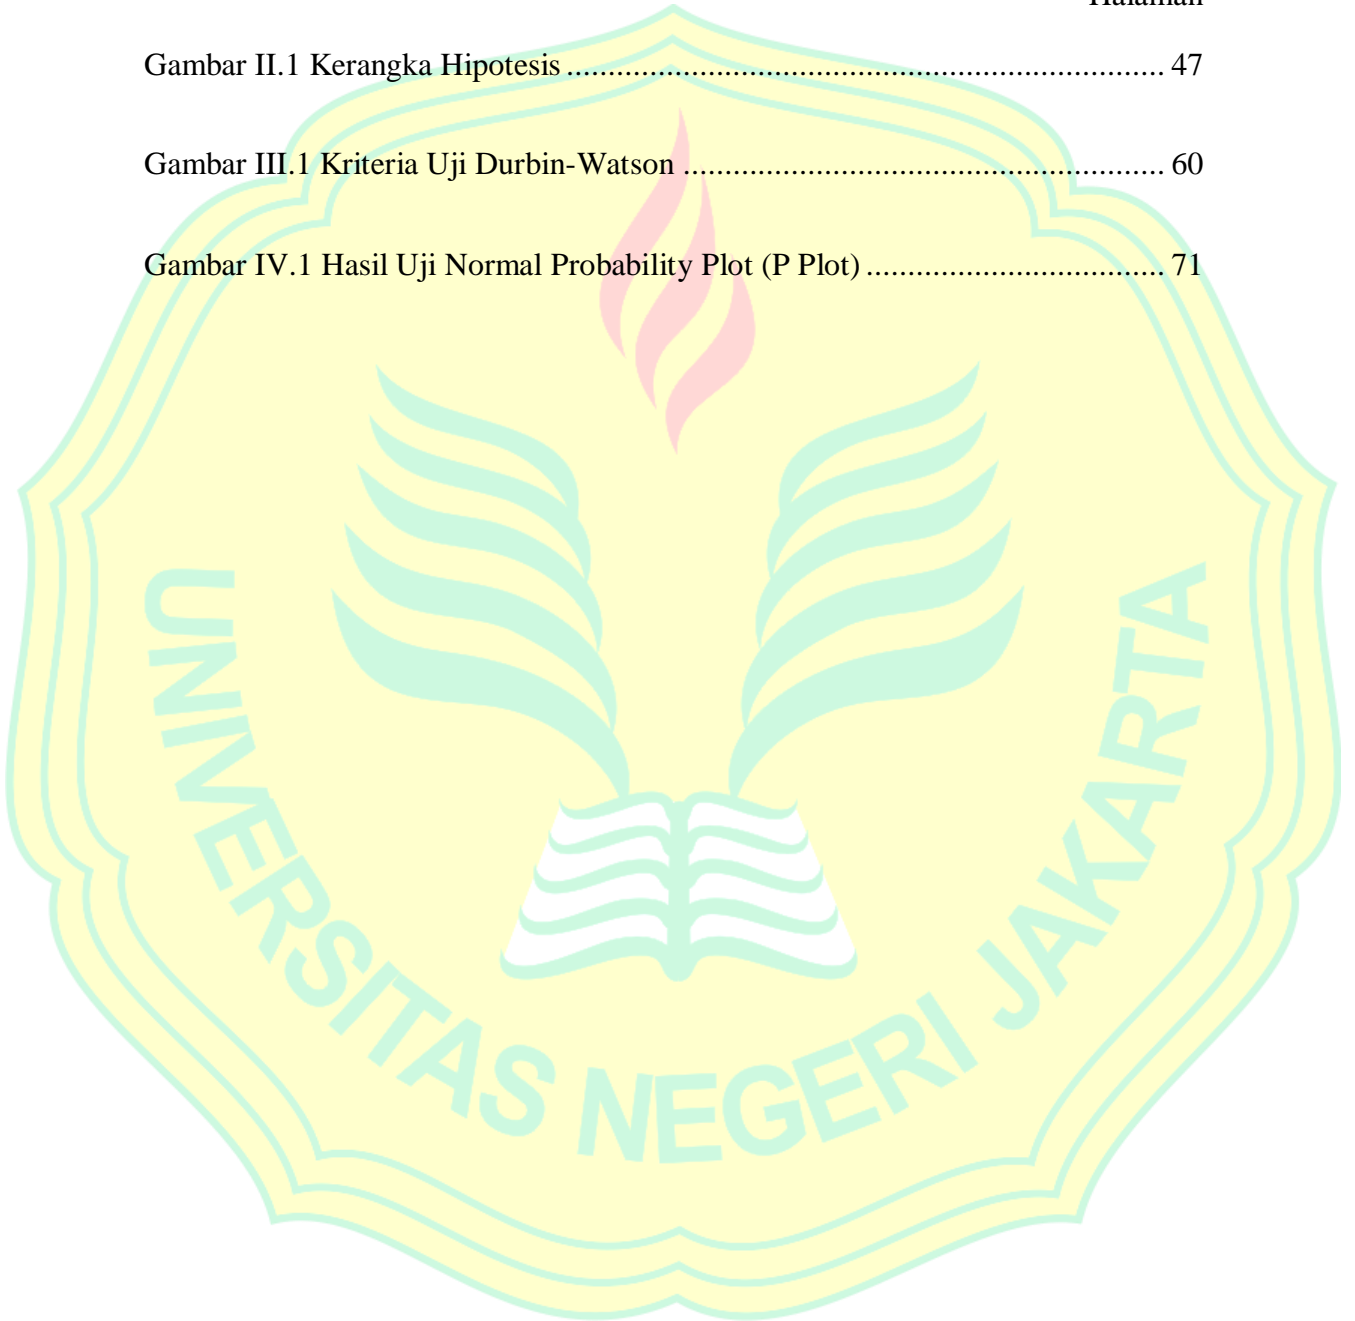 Halaman
Gambar II.1 Kerangka Hipotesis ........................................................................ 47
Gambar III.1 Kriteria Uji Durbin-Watson .......................................................... 60
Gambar IV.1 Hasil Uji Normal Probability Plot (P Plot) .................................... 71
UNIVERSITAS NEGERI JAKARTA